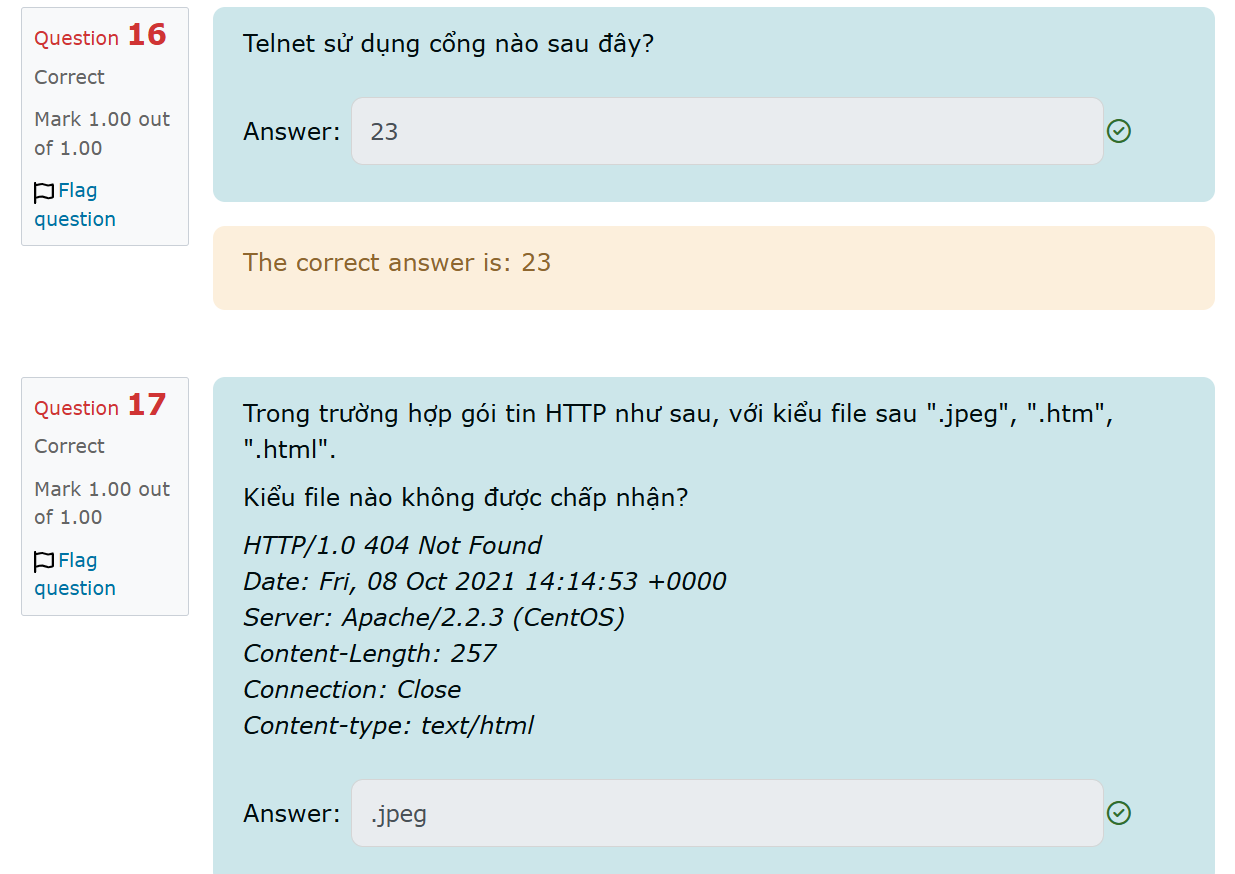 Question 16
Correct
Mark 1.00 out
of 1.00
Flag
question
Telnet sử dụng cổng nào sau đây?
Answer: 23
The correct answer is: 23
Question 17
Correct
Mark 1.00 out
of 1.00
Flag
question
Trong trường hợp gói tin HTTP như sau, với kiểu file sau ".jpeg", ".htm",
".html".
Kiểu file nào không được chấp nhận?
HTTP/1.0 404 Not Found
Date: Fri, 08 Oct 2021 14:14:53 +0000
Server: Apache/2.2.3 (CentOS)
Content-Length: 257
Connection: Close
Content-type: text/html
Answer: .jpeg